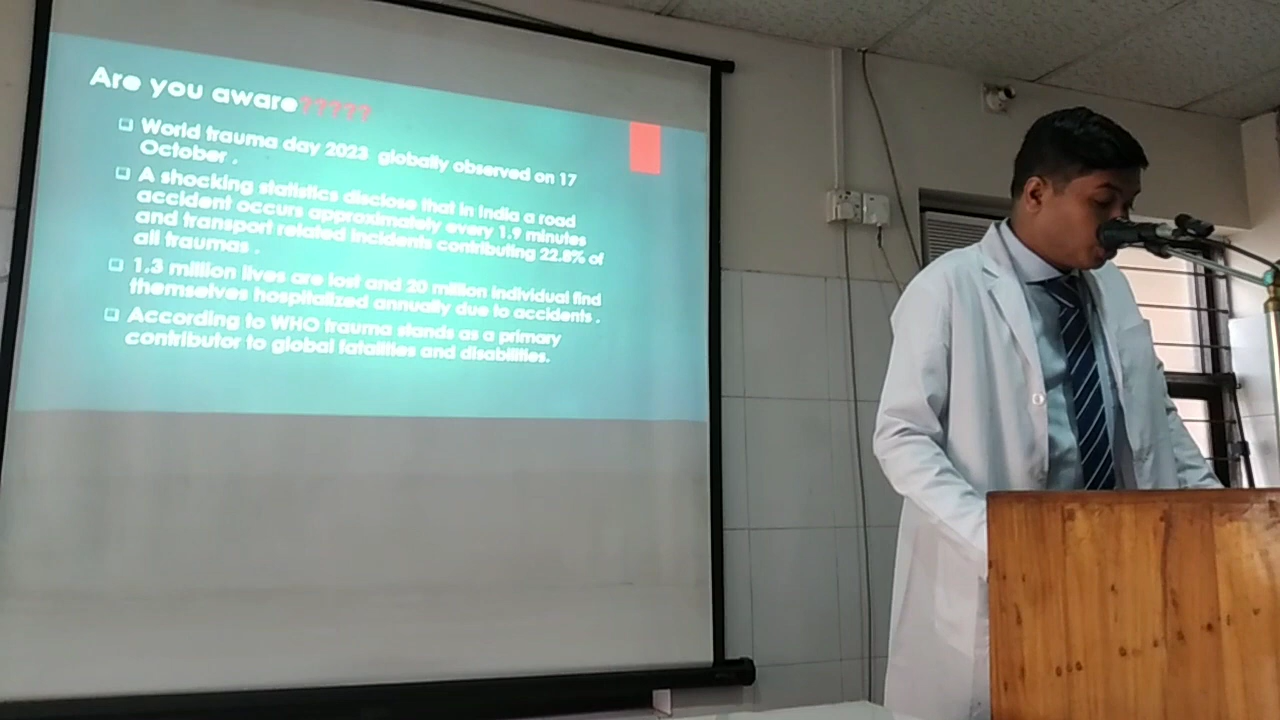 Are you aware?????
World trauma day 2023 globally observed on 17
October .
A shocking statistics disclose that in India a road
accident occurs approximately every 1.9 minutes
and transport related incidents contributing 22.8% of
all traumas .
1.3 million lives are lost and 20 million individual find
themselves hospitalized annually due to accidents .
According to WHO trauma stands as a primary
contributor to global fatalities and disabilities.